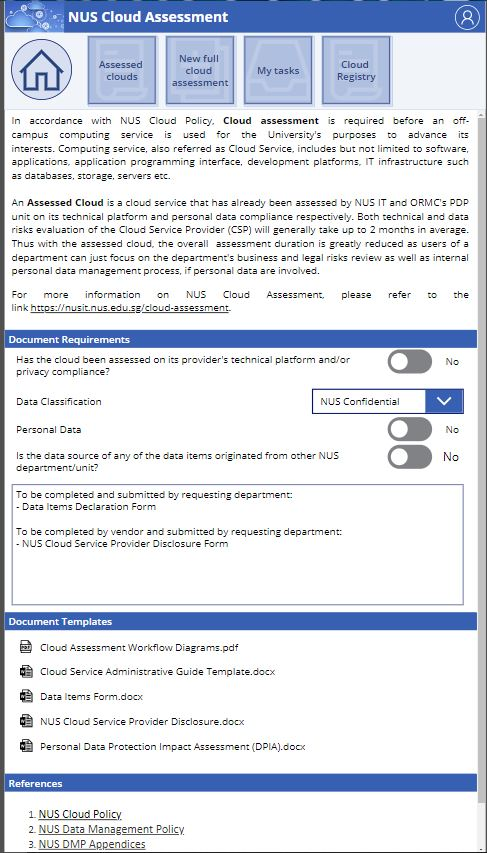 NUS Cloud Assessment
Assessed
clouds
New full
cloud
assessment
My tasks
Cloud
Registry
In accordance with NUS Cloud Policy, Cloud assessment is required before an off-
campus computing service is used for the University's purposes to advance its
interests. Computing service, also referred as Cloud Service, includes but not limited to software,
applications, application programming interface, development platforms, IT infrastructure such
as databases, storage, servers etc.
An Assessed Cloud is a cloud service that has already been assessed by NUS IT and ORMC's PDP
unit on its technical platform and personal data compliance respectively. Both technical and data
risks evaluation of the Cloud Service Provider (CSP) will generally take up to 2 months in average.
Thus with the assessed cloud, the overall assessment duration is greatly reduced as users of a
department can just focus on the department's business and legal risks review as well as internal
personal data management process, if personal data are involved.
For more information on NUS Cloud Assessment, please refer to the
link https://nusit.nus.edu.sg/cloud-assessment.
Document Requirements
Has the cloud been assessed on its provider's technical platform and/or
privacy compliance?
No
Data Classification
NUS Confidential
Personal Data
No
Is the data source of any of the data items originated from other NUS
department/unit?
No
To be completed and submitted by requesting department:
- Data Items Declaration Form
To be completed by vendor and submitted by requesting department:
- NUS Cloud Service Provider Disclosure Form
Document Templates
Cloud Assessment Workflow Diagrams.pdf
Cloud Service Administrative Guide Template.docx
Data Items Form.docx
NUS Cloud Service Provider Disclosure.docx
Personal Data Protection Impact Assessment (DPIA).docx
References
1. NUS Cloud Policy
2. NUS Data Management Policy
3. NUS DMP Appendices